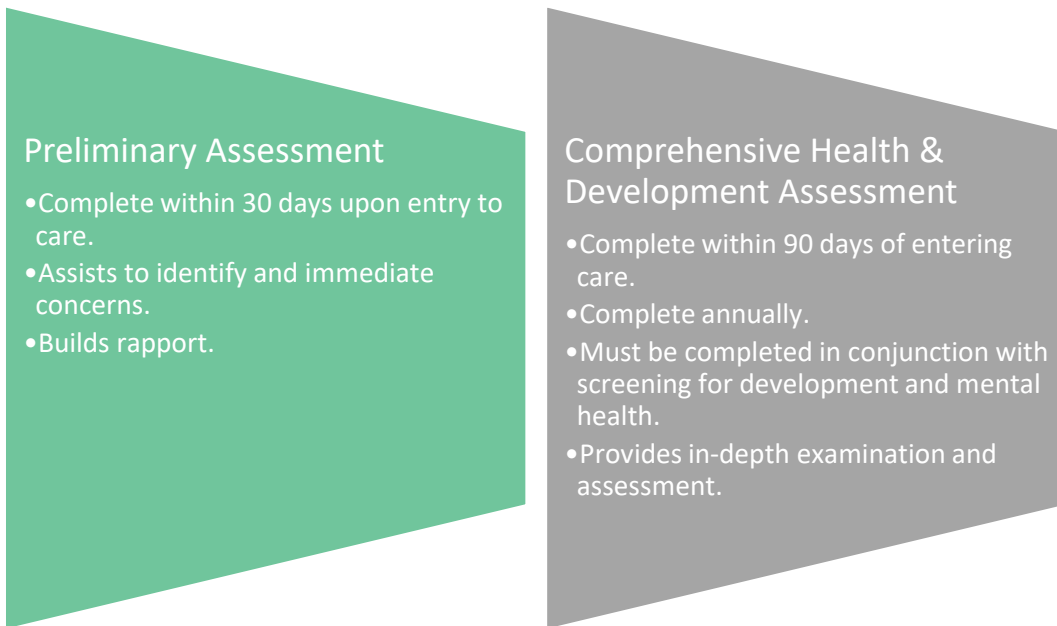 Preliminary Assessment
•Complete within 30 days upon entry to
care.
•Assists to identify and immediate
concerns.
•Builds rapport.
Comprehensive Health &
Development Assessment
•Complete within 90 days of entering
care.
•Complete annually.
•Must be completed in conjunction with
screening for development and mental
health.
•Provides in-depth examination and
assessment.